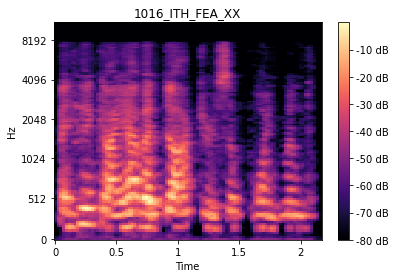 1016_ITH_FEA_XX
8192
4096
2048
1024
512
0
Hz
0
0.5
1
1.5
2
Time
-10 dB
-20 dB
-30 dB
-40 dB
-50 dB
-60 dB
-70 dB
-80 dB